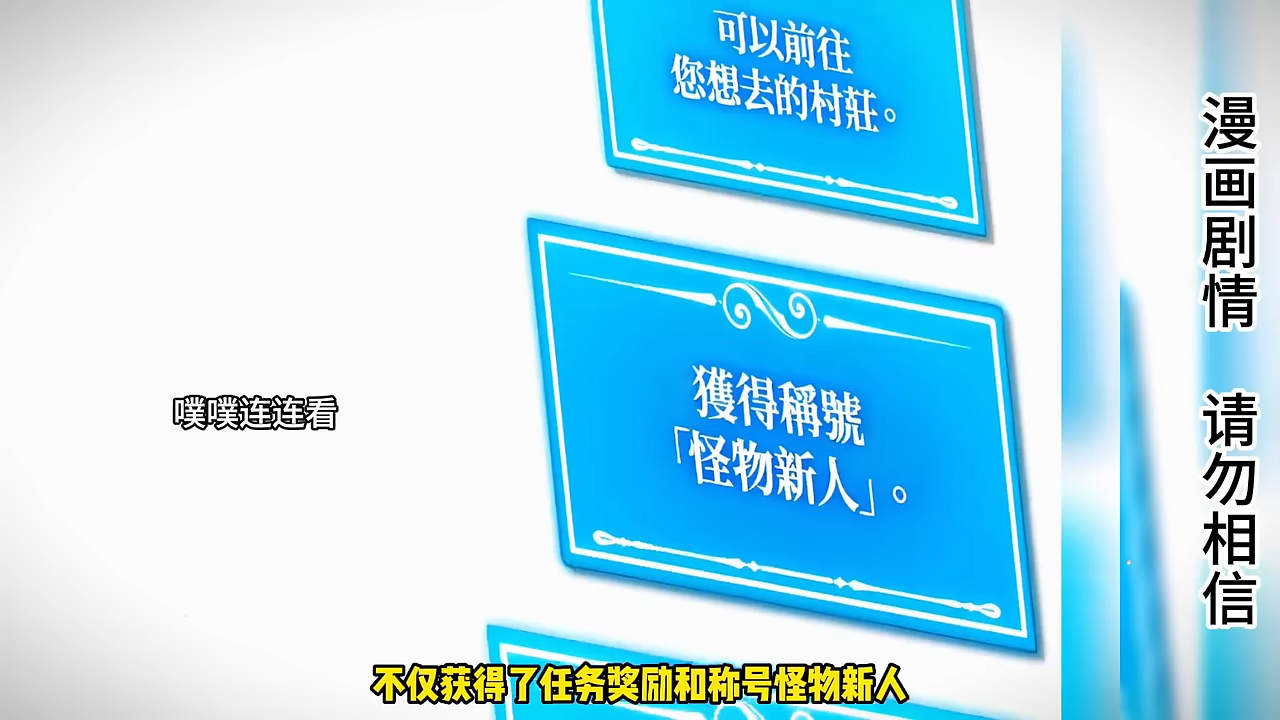 可以前往
您想去的村莊。
獲得稱號
「怪物新人」。
噗噗连连看
漫画剧情 请勿相信
不仅获得了任务奖励和称号怪物新人